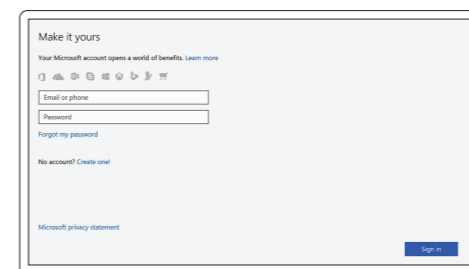 Make it yours
Your Microsoft account opens a world of benefits. Learn more
Email or phone
Password
Forgot my password
No account? Create one!
Microsoft privacy statement
Sign in